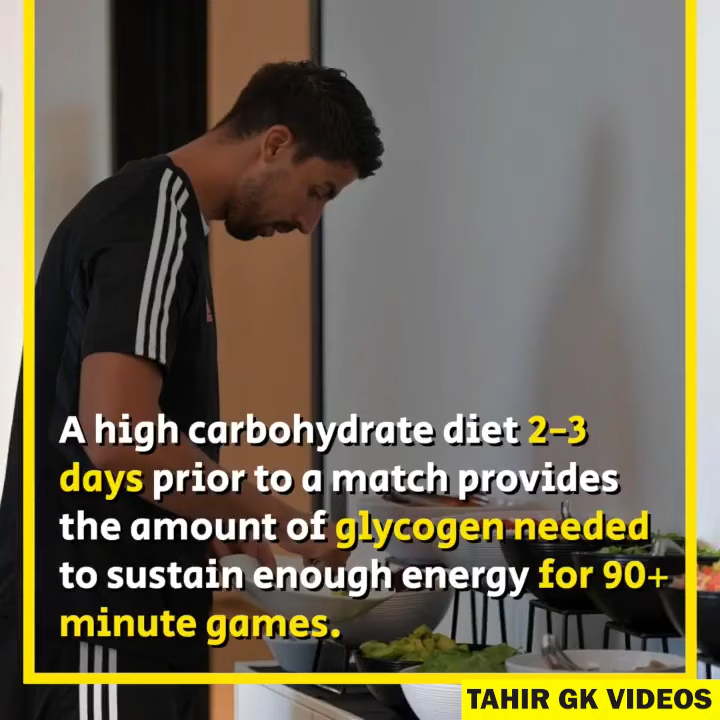 A high carbohydrate diet 2–3
days prior to a match provides
the amount of glycogen needed
to sustain enough energy for 90+
minute games.
TAHIR GK VIDEOS